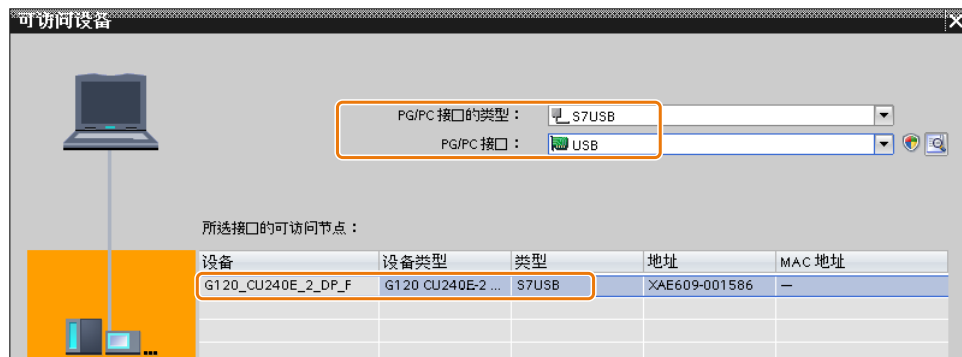 可访问设备
PG/PC 接口的类型： S7USB
PG/PC 接口： USB
所选接口的可访问节点：
设备 设备类型 类型 地址 MAC 地址
G120_CU240E_2_DP_F G120 CU240E-2 ... S7USB XAE609-001586 —